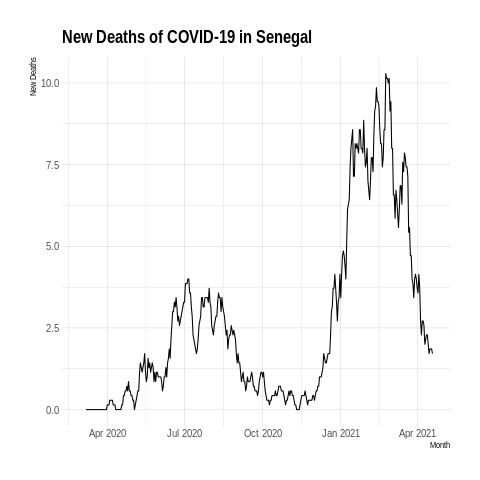 New Deaths of COVID-19 in Senegal
New Deaths
10.0
7.5
5.0
2.5
0.0
Apr 2020 Jul 2020 Oct 2020 Jan 2021 Apr 2021
Month